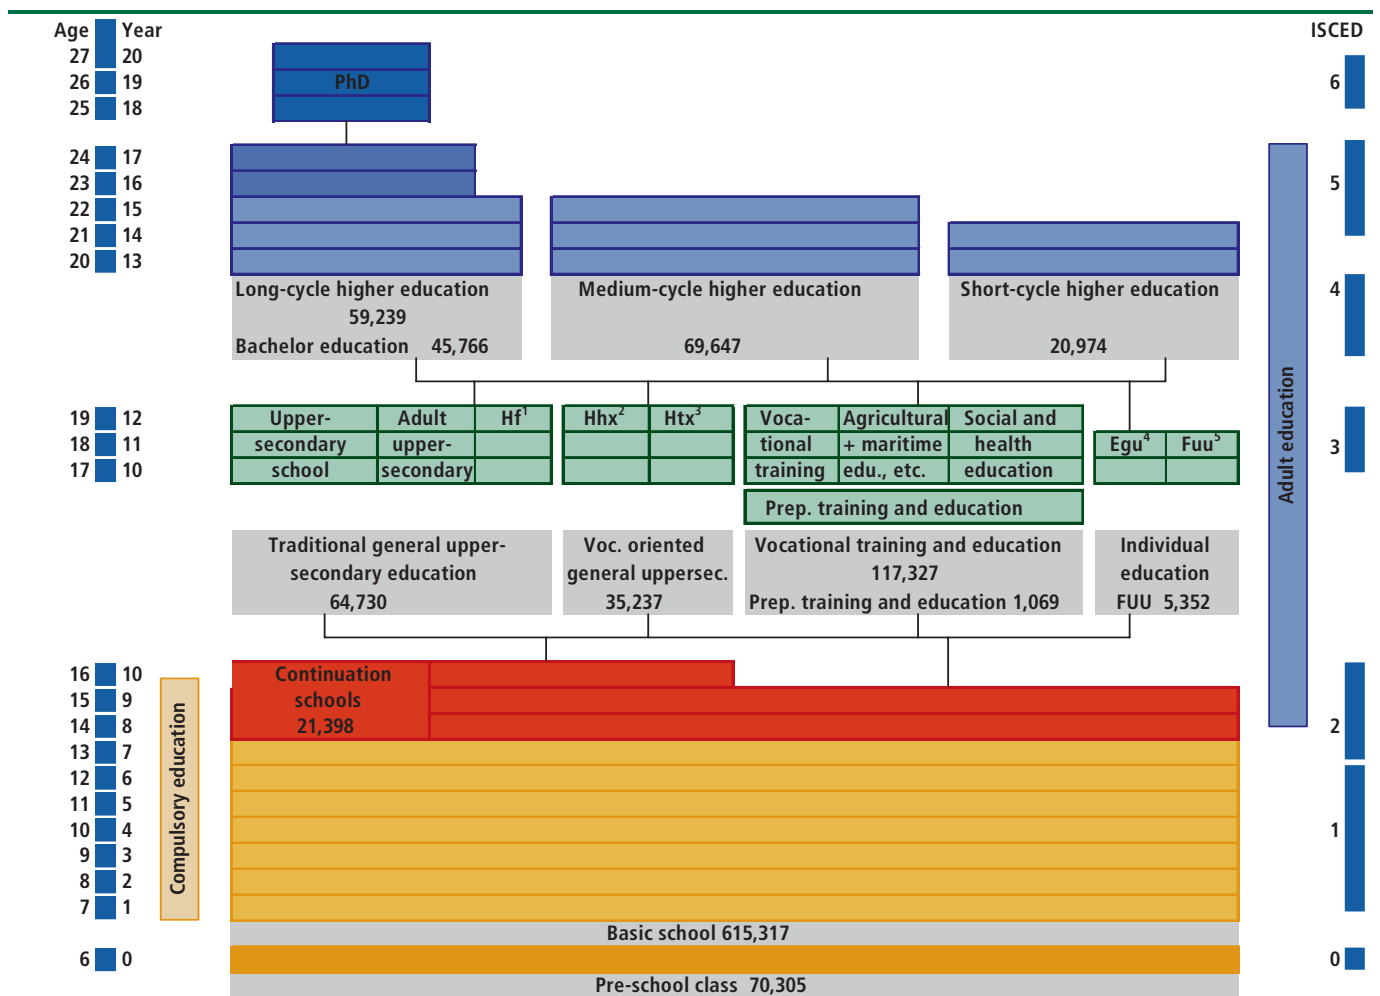 Age Year ISCED
27 20
26 19 PhD 6
25 18
24 17
23 16 5
22 15
21 14
20 13
Long-cycle higher education Medium-cycle higher education Short-cycle higher education 4
59,239
Bachelor education 45,766 69,647 20,974
Adult education
19 12 Upper- Adult Hf1 Hhx2 Htx3 Voca- Agricultural Social and
18 11 secondary upper- tional + maritime health Egu4 Fuu5 3
17 10 school secondary training edu., etc. education
Prep. training and education
Traditional general upper- Voc. oriented Vocational training and education Individual
secondary education general uppersec. 117,327 education
64,730 35,237 Prep. training and education 1,069 FUU 5,352
16 10 Continuation
15 9 schools
14 8 21,398 2
13 7
Compulsory education
12 6
11 5
10 4 1
9 3
8 2
7 1
Basic school 615,317
6 0 0
Pre-school class 70,305